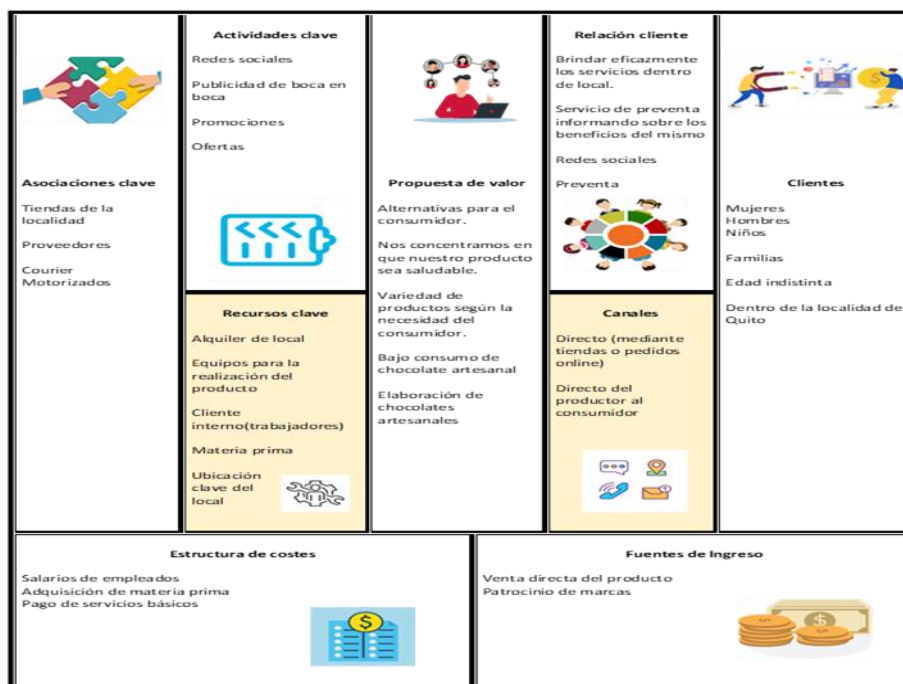 Asociaciones clave
Tiendas de la
localidad
Proveedores
Courier
Motorizados
Actividades clave
Redes sociales
Publicidad de boca en
boca
Promociones
Ofertas
Recursos clave
Alquiler de local
Equipos para la
realización del
producto
Cliente
interno(trabajadores)
Materia prima
Ubicación
clave del
local
Propuesta de valor
Alternativas para el
consumidor.
Nos concentramos en
que nuestro producto
sea saludable.
Variedad de
productos según la
necesidad del
consumidor.
Bajo consumo de
chocolate artesanal
Elaboración de
chocolates
artesanales
Relación cliente
Brindar eficazmente
los servicios dentro
de local.
Servicio de preventa
informando sobre los
beneficios del mismo
Redes sociales
Preventa
Canales
Directo (mediante
tiendas o pedidos
online)
Directo del
productor al
consumidor
Clientes
Mujeres
Hombres
Niños
Familias
Edad indistinta
Dentro de la localidad de
Quito
Estructura de costes
Salarios de empleados
Adquisición de materia prima
Pago de servicios básicos
Fuentes de Ingreso
Venta directa del producto
Patrocinio de marcas